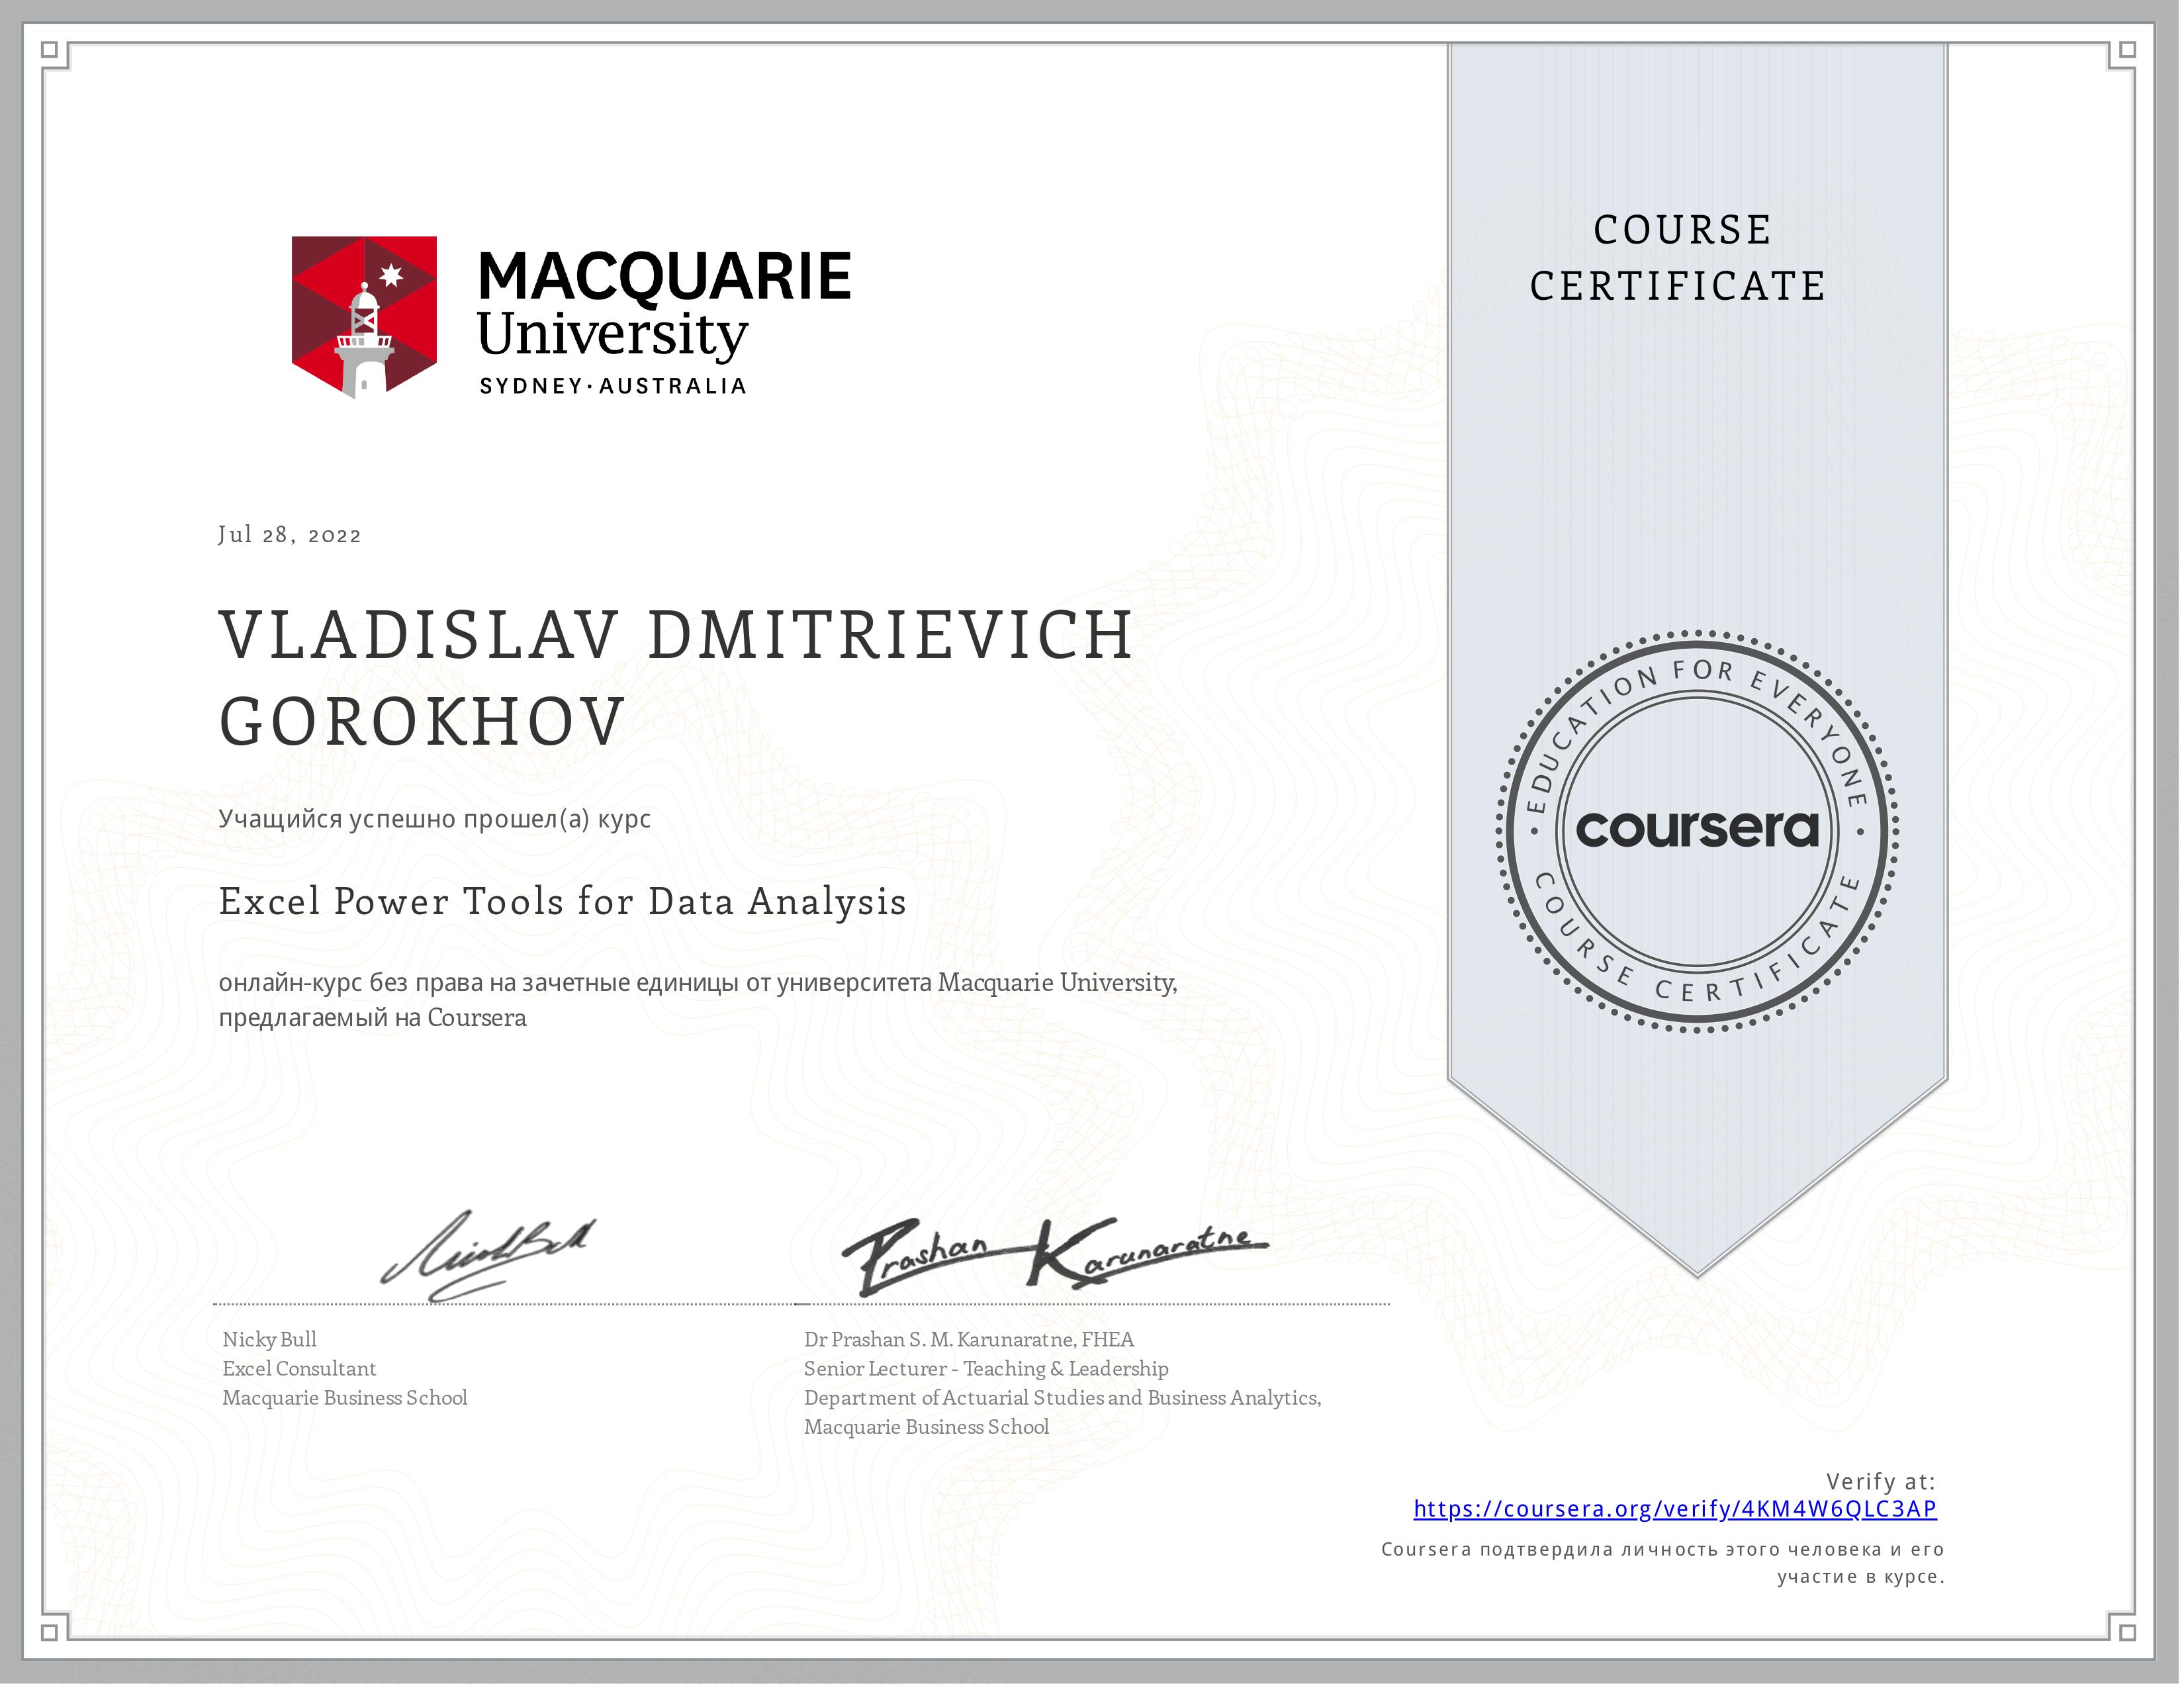 MACQUARIE
University
SYDNEY·AUSTRALIA
COURSE
CERTIFICATE
Jul 28, 2022
VLADISLAV DMITRIEVICH
GOROKHOV
Учащийся успешно прошел(а) курс
Excel Power Tools for Data Analysis
онлайн-курс без права на зачетные единицы от университета Macquarie University,
предлагаемый на Coursera
EDUCATION FOR EVERYONE
coursera
COURSE CERTIFICATE
Nicky Bull
Prashan Karunaratne
Nicky Bull
Excel Consultant
Macquarie Business School
Dr Prashan S. M. Karunaratne, FHEA
Senior Lecturer - Teaching & Leadership
Department of Actuarial Studies and Business Analytics,
Macquarie Business School
Verify at:
https://coursera.org/verify/4KM4W6QLC3AP
Coursera подтвердила личность этого человека и его
участие в курсе.